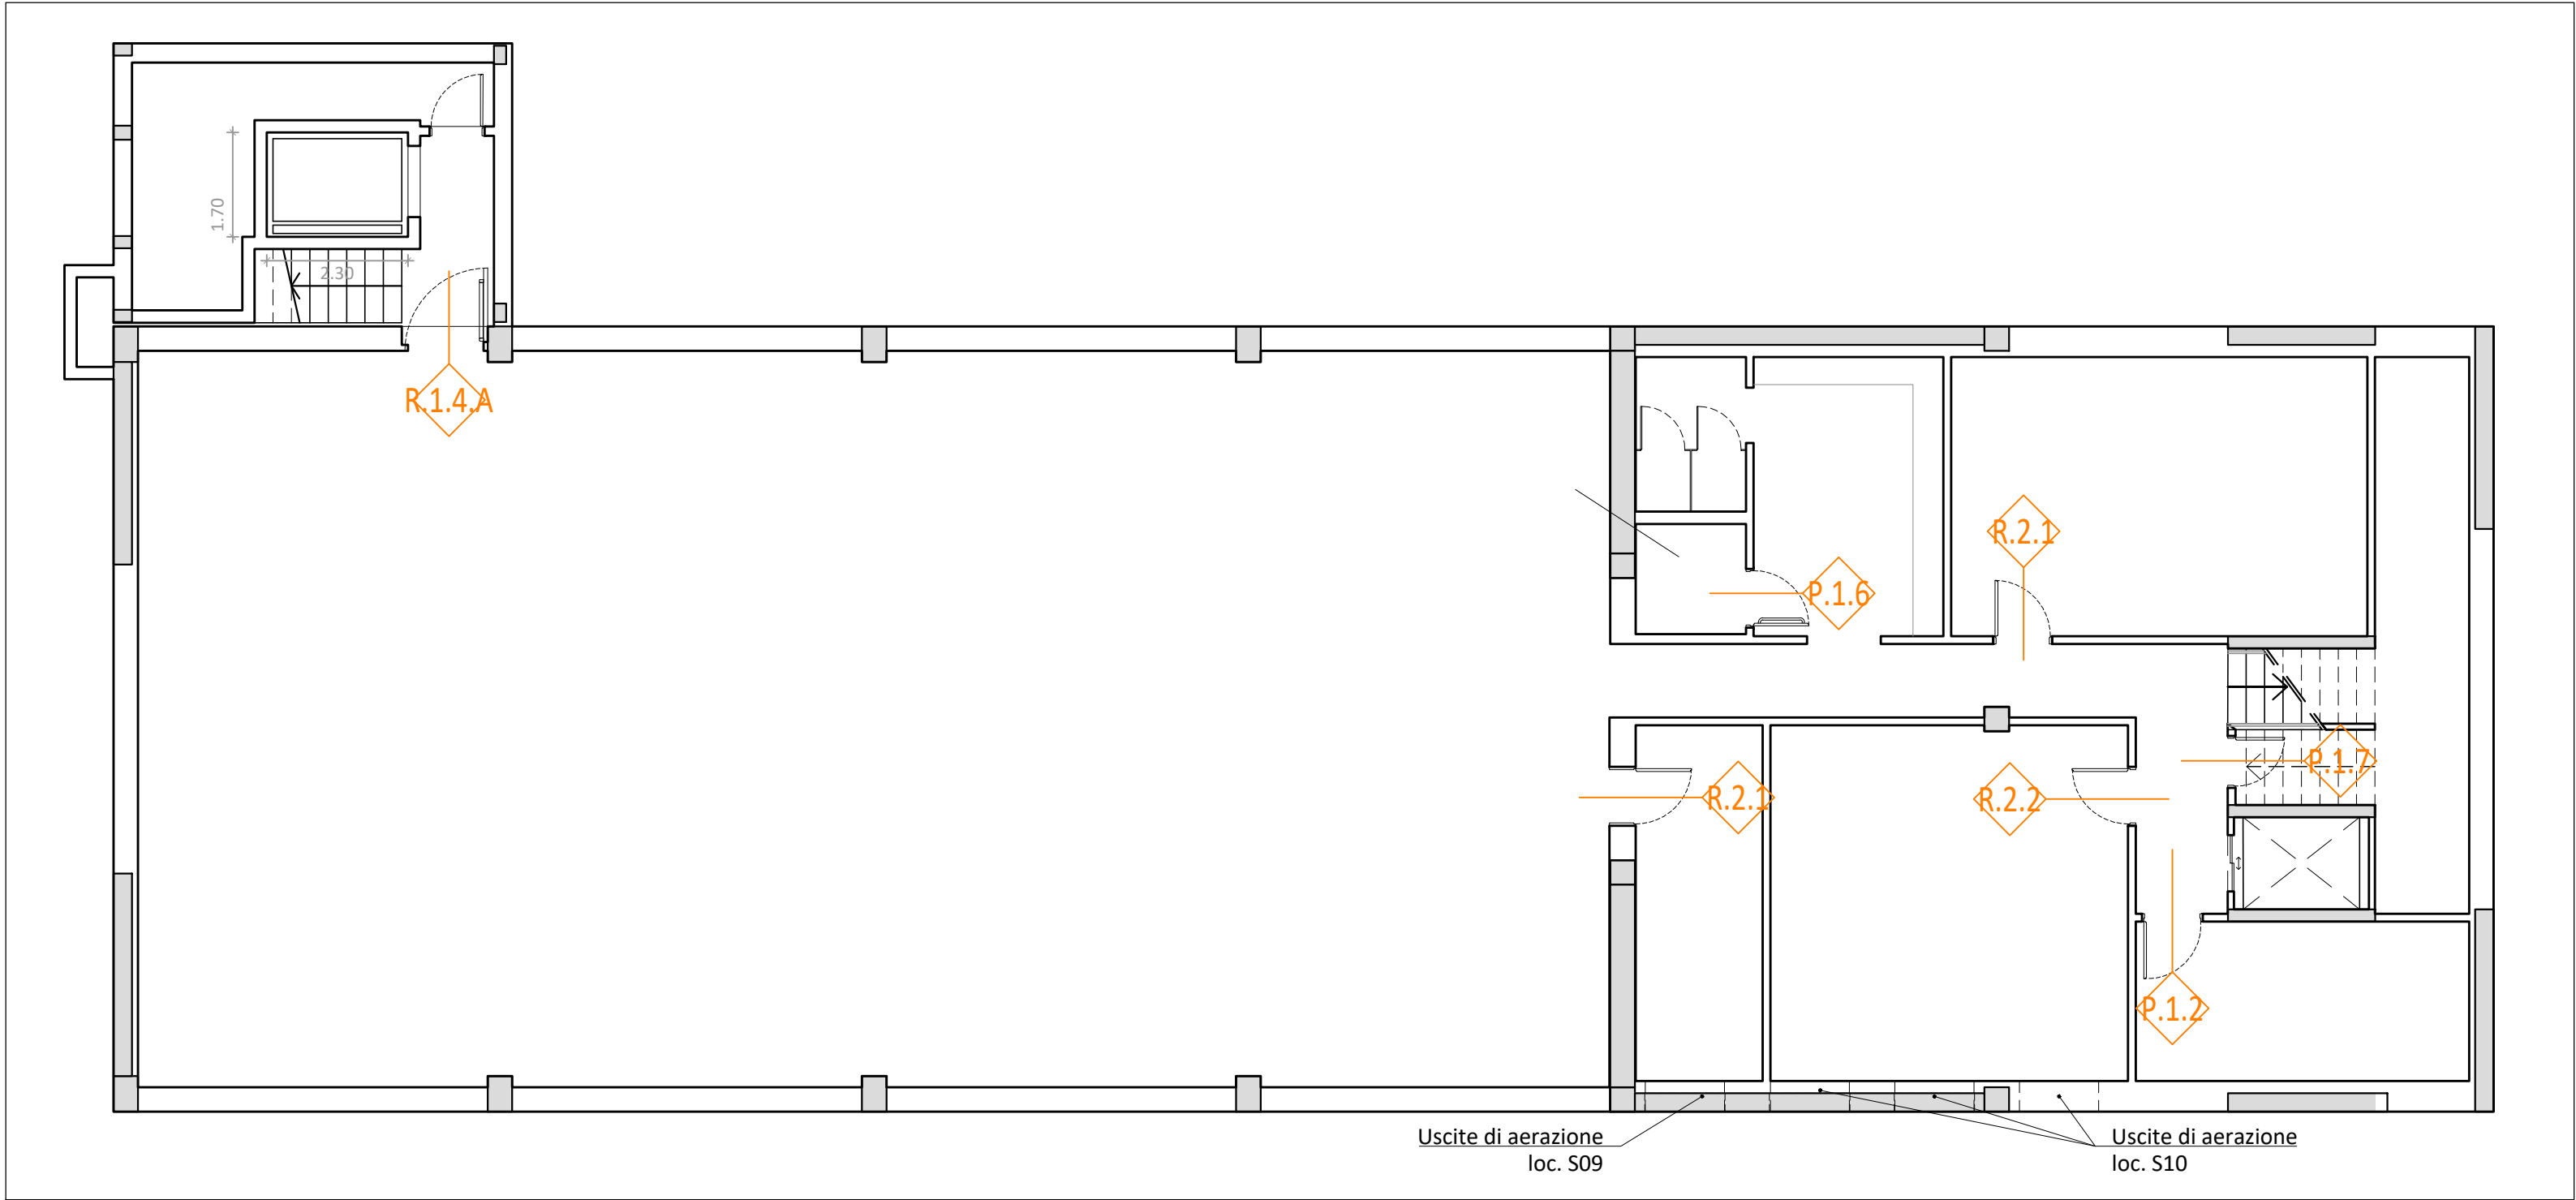 1.70
2.30
R.1.4.A
R.2.1
P.1.6
P.1.7
R.2.1
R.2.2
P.1.2
Uscite di aerazione
loc. S09
Uscite di aerazione
loc. S10